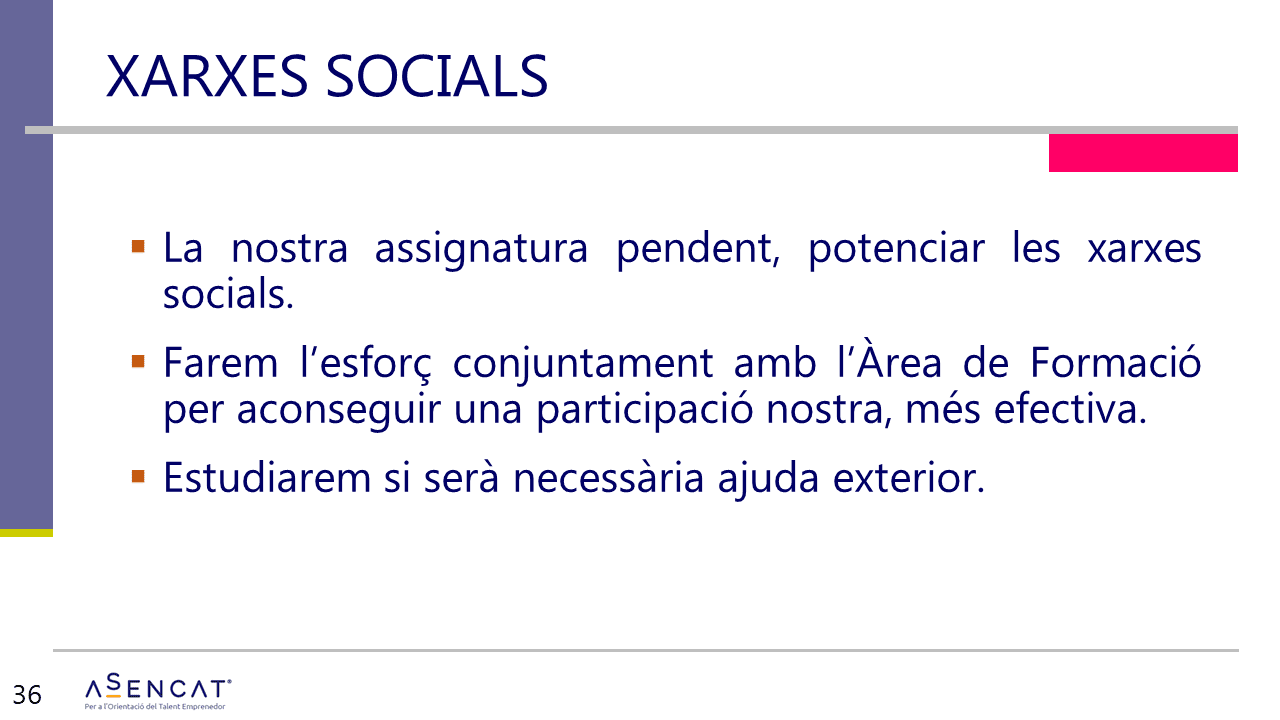 XARXES SOCIALS
La nostra assignatura pendent, potenciar les xarxes
socials.
Farem l’esforç conjuntament amb l’Àrea de Formació
per aconseguir una participació nostra, més efectiva.
Estudiarem si serà necessària ajuda exterior.
36
ASENCAT®
Per a l'Orientació del Talent Emprenedor